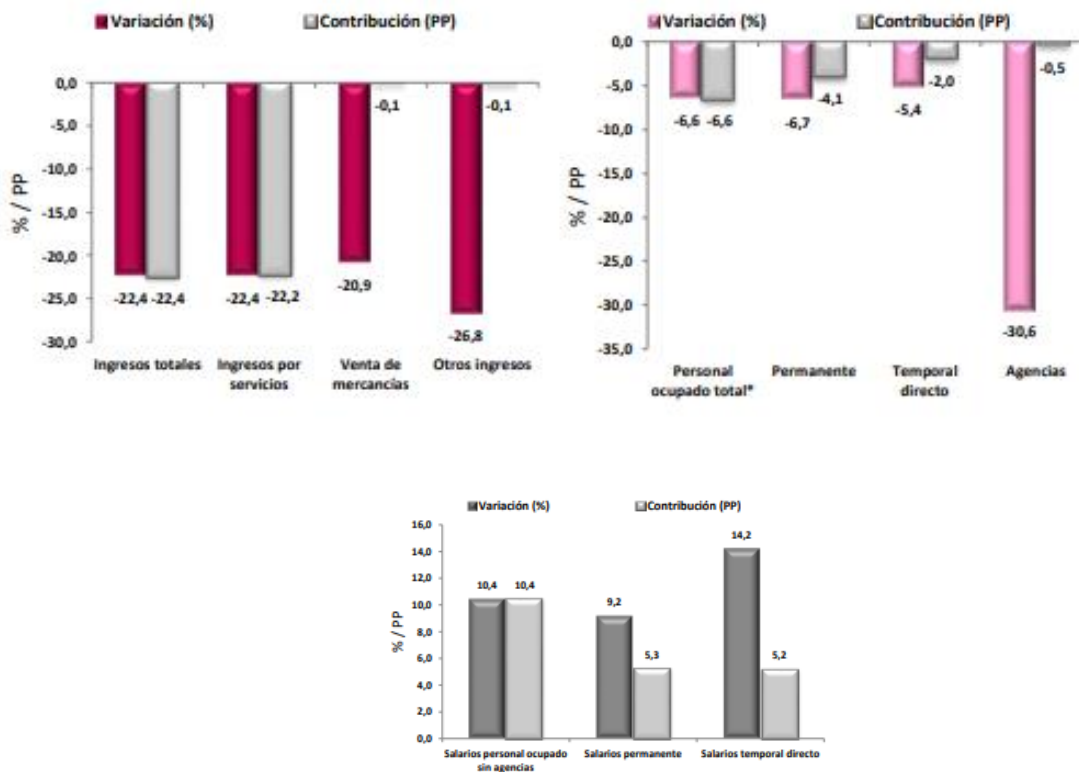 Variación (%) Contribución (PP)
% / PP
0,0
-5,0
-10,0
-15,0
-20,0
-25,0
-30,0
-22,4 -22,4
-22,4 -22,2
-20,9 -0,1
-26,8 -0,1
Ingresos totales
Ingresos por
servicios
Venta de
mercancías
Otros ingresos
Variación (%) Contribución (PP)
% / PP
0,0
-5,0
-10,0
-15,0
-20,0
-25,0
-30,0
-35,0
-6,6 -6,6
-6,7 -4,1
-5,4 -2,0
-30,6 -0,5
Personal
ocupado total*
Permanente
Temporal
directo
Agencias
Variación (%) Contribución (PP)
% / PP
16,0
14,0
12,0
10,0
8,0
6,0
4,0
2,0
0,0
10,4 10,4
9,2 5,3
14,2 5,2
Salarios personal ocupado
sin agencias
Salarios permanente
Salarios temporal directo